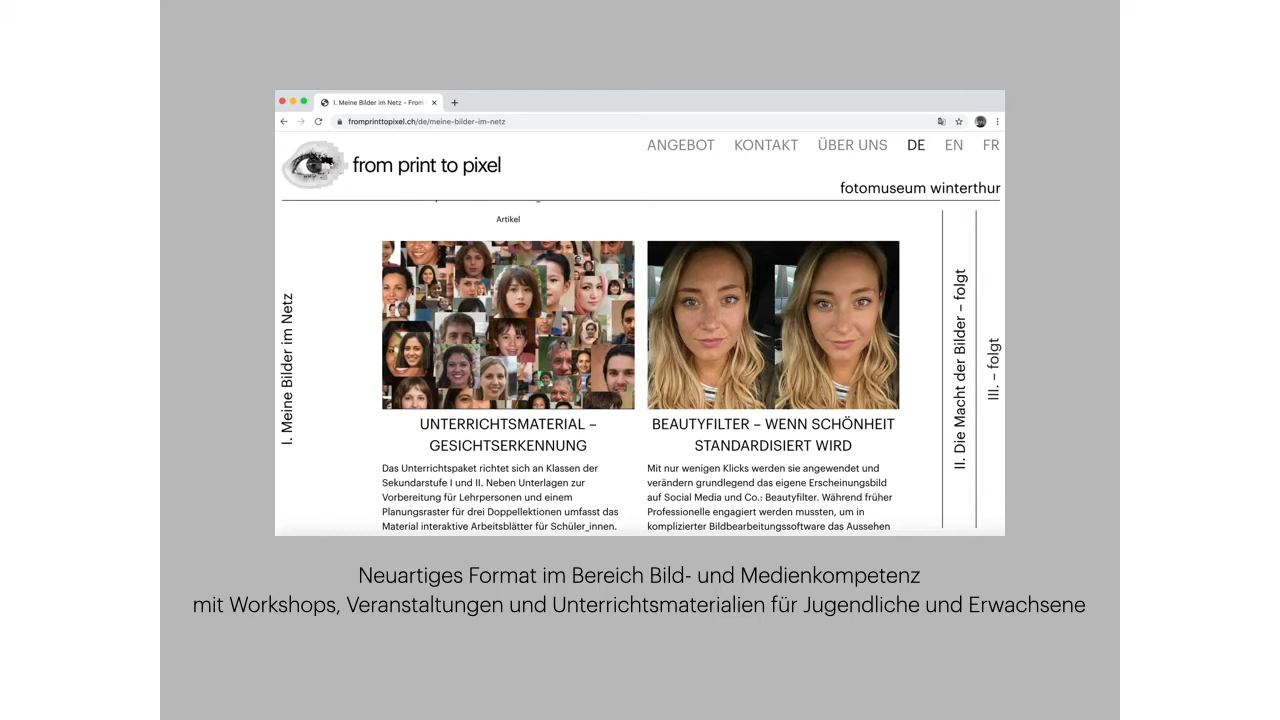 I. Meine Bilder im Netz - From
fromprinttopixel.ch/de/meine-bilder-im-netz
ANGEBOT KONTAKT ÜBER UNS DE EN FR
from print to pixel
fotomuseum winterthur
Artikel
I. Meine Bilder im Netz
UNTERRICHTSMATERIAL –
GESICHTSERKENNUNG
Das Unterrichtspaket richtet sich an Klassen der
Sekundarstufe I und II. Neben Unterlagen zur
Vorbereitung für Lehrpersonen und einem
Planungsraster für drei Doppellektionen umfasst das
Material interaktive Arbeitsblätter für Schüler_innen.
BEAUTYFILTER – WENN SCHÖNHEIT
STANDARDISIERT WIRD
Mit nur wenigen Klicks werden sie angewendet und
verändern grundlegend das eigene Erscheinungsbild
auf Social Media und Co.: Beautyfilter. Während früher
Professionelle engagiert werden mussten, um in
komplizierter Bildbearbeitungssoftware das Aussehen
II. Die Macht der Bilder – folgt
III. – folgt
Neuartiges Format im Bereich Bild- und Medienkompetenz
mit Workshops, Veranstaltungen und Unterrichtsmaterialien für Jugendliche und Erwachsene